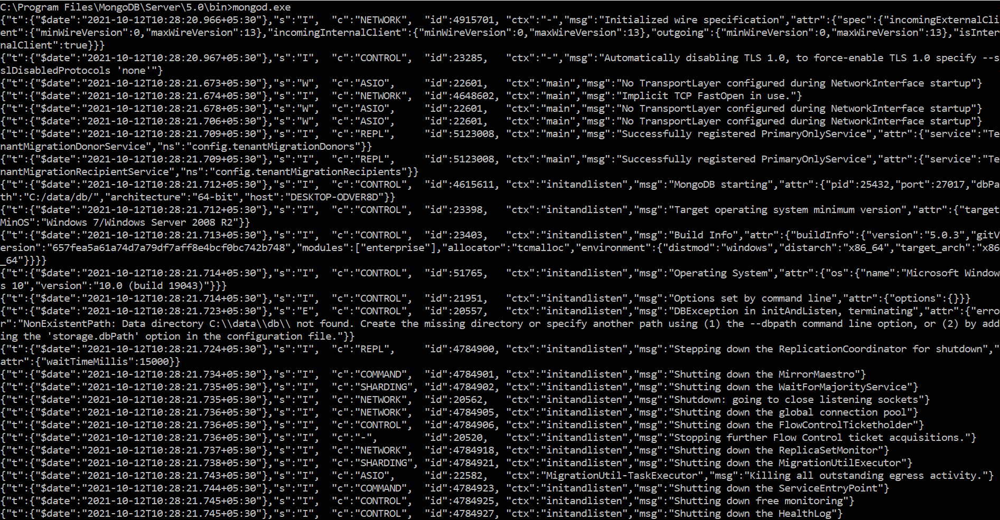 C:\Program Files\MongoDB\Server\5.0\bin>mongod.exe
{"t":{"$date":"2021-10-12T10:28:20.966+05:30"},"s":"I",  "c":"NETWORK",  "id":4915701, "ctx":"-","msg":"Initialized wire specification","attr":{"spec":{"incomingExternalCli
ent":{"minWireVersion":0,"maxWireVersion":13},"incomingInternalClient":{"minWireVersion":0,"maxWireVersion":13},"outgoing":{"minWireVersion":0,"maxWireVersion":13},"isInter
nalClient":true}}}
{"t":{"$date":"2021-10-12T10:28:20.967+05:30"},"s":"I",  "c":"CONTROL",  "id":23285,   "ctx":"-","msg":"Automatically disabling TLS 1.0, to force-enable TLS 1.0 specify --s
slDisabledProtocols 'none'"}
{"t":{"$date":"2021-10-12T10:28:21.673+05:30"},"s":"W",  "c":"ASIO",     "id":22601,   "ctx":"main","msg":"No TransportLayer configured during NetworkInterface startup"}
{"t":{"$date":"2021-10-12T10:28:21.674+05:30"},"s":"I",  "c":"NETWORK",  "id":4648602, "ctx":"main","msg":"Implicit TCP FastOpen in use."}
{"t":{"$date":"2021-10-12T10:28:21.678+05:30"},"s":"W",  "c":"ASIO",     "id":22601,   "ctx":"main","msg":"No TransportLayer configured during NetworkInterface startup"}
{"t":{"$date":"2021-10-12T10:28:21.706+05:30"},"s":"W",  "c":"ASIO",     "id":22601,   "ctx":"main","msg":"No TransportLayer configured during NetworkInterface startup"}
{"t":{"$date":"2021-10-12T10:28:21.709+05:30"},"s":"I",  "c":"REPL",     "id":5123008, "ctx":"main","msg":"Successfully registered PrimaryOnlyService","attr":{"service":"Te
nantMigrationDonorService","ns":"config.tenantMigrationDonors"}}
{"t":{"$date":"2021-10-12T10:28:21.709+05:30"},"s":"I",  "c":"REPL",     "id":5123008, "ctx":"main","msg":"Successfully registered PrimaryOnlyService","attr":{"service":"Te
nantMigrationRecipientService","ns":"config.tenantMigrationRecipients"}}
{"t":{"$date":"2021-10-12T10:28:21.712+05:30"},"s":"I",  "c":"CONTROL",  "id":4615611, "ctx":"initandlisten","msg":"MongoDB starting","attr":{"pid":25432,"port":27017,"dbPa
th":"C:/data/db/","architecture":"64-bit","host":"DESKTOP-ODVER8D"}}
{"t":{"$date":"2021-10-12T10:28:21.712+05:30"},"s":"I",  "c":"CONTROL",  "id":23398,   "ctx":"initandlisten","msg":"Target operating system minimum version","attr":{"target
MinOS":"Windows 7/Windows Server 2008 R2"}}
{"t":{"$date":"2021-10-12T10:28:21.713+05:30"},"s":"I",  "c":"CONTROL",  "id":23403,   "ctx":"initandlisten","msg":"Build Info","attr":{"buildInfo":{"version":"5.0.3","gitV
ersion":"657fea5a61a74d7a79df7aff8e4bcf0bc742b748","modules":["enterprise"],"allocator":"tcmalloc","environment":{"distmod":"windows","distarch":"x86_64","target_arch":"x86
_64"}}}}
{"t":{"$date":"2021-10-12T10:28:21.714+05:30"},"s":"I",  "c":"CONTROL",  "id":51765,   "ctx":"initandlisten","msg":"Operating System","attr":{"os":{"name":"Microsoft Window
s 10","version":"10.0 (build 19043)"}}}
{"t":{"$date":"2021-10-12T10:28:21.714+05:30"},"s":"I",  "c":"CONTROL",  "id":21951,   "ctx":"initandlisten","msg":"Options set by command line","attr":{"options":{}}}
{"t":{"$date":"2021-10-12T10:28:21.723+05:30"},"s":"E",  "c":"CONTROL",  "id":20557,   "ctx":"initandlisten","msg":"DBException in initAndListen, terminating","attr":{"erro
r":"NonExistentPath: Data directory C:\\data\\db\\ not found. Create the missing directory or specify another path using (1) the --dbpath command line option, or (2) by add
ing the 'storage.dbPath' option in the configuration file."}}
{"t":{"$date":"2021-10-12T10:28:21.724+05:30"},"s":"I",  "c":"REPL",     "id":4784900, "ctx":"initandlisten","msg":"Stepping down the ReplicationCoordinator for shutdown","
attr":{"waitTimeMillis":15000}}
{"t":{"$date":"2021-10-12T10:28:21.734+05:30"},"s":"I",  "c":"COMMAND",  "id":4784901, "ctx":"initandlisten","msg":"Shutting down the MirrorMaestro"}
{"t":{"$date":"2021-10-12T10:28:21.735+05:30"},"s":"I",  "c":"SHARDING", "id":4784902, "ctx":"initandlisten","msg":"Shutting down the WaitForMajorityService"}
{"t":{"$date":"2021-10-12T10:28:21.735+05:30"},"s":"I",  "c":"NETWORK",  "id":20562,   "ctx":"initandlisten","msg":"Shutdown: going to close listening sockets"}
{"t":{"$date":"2021-10-12T10:28:21.736+05:30"},"s":"I",  "c":"NETWORK",  "id":4784905, "ctx":"initandlisten","msg":"Shutting down the global connection pool"}
{"t":{"$date":"2021-10-12T10:28:21.736+05:30"},"s":"I",  "c":"CONTROL",  "id":4784906, "ctx":"initandlisten","msg":"Shutting down the FlowControlTicketholder"}
{"t":{"$date":"2021-10-12T10:28:21.736+05:30"},"s":"I",  "c":"-",        "id":20520,   "ctx":"initandlisten","msg":"Stopping further Flow Control ticket acquisitions."}
{"t":{"$date":"2021-10-12T10:28:21.737+05:30"},"s":"I",  "c":"NETWORK",  "id":4784918, "ctx":"initandlisten","msg":"Shutting down the ReplicaSetMonitor"}
{"t":{"$date":"2021-10-12T10:28:21.738+05:30"},"s":"I",  "c":"SHARDING", "id":4784921, "ctx":"initandlisten","msg":"Shutting down the MigrationUtilExecutor"}
{"t":{"$date":"2021-10-12T10:28:21.743+05:30"},"s":"I",  "c":"ASIO",     "id":22582,   "ctx":"MigrationUtil-TaskExecutor","msg":"Killing all outstanding egress activity."}
{"t":{"$date":"2021-10-12T10:28:21.744+05:30"},"s":"I",  "c":"COMMAND",  "id":4784923, "ctx":"initandlisten","msg":"Shutting down the ServiceEntryPoint"}
{"t":{"$date":"2021-10-12T10:28:21.745+05:30"},"s":"I",  "c":"CONTROL",  "id":4784925, "ctx":"initandlisten","msg":"Shutting down free monitoring"}
{"t":{"$date":"2021-10-12T10:28:21.745+05:30"},"s":"I",  "c":"CONTROL",  "id":4784927, "ctx":"initandlisten","msg":"Shutting down the HealthLog"}